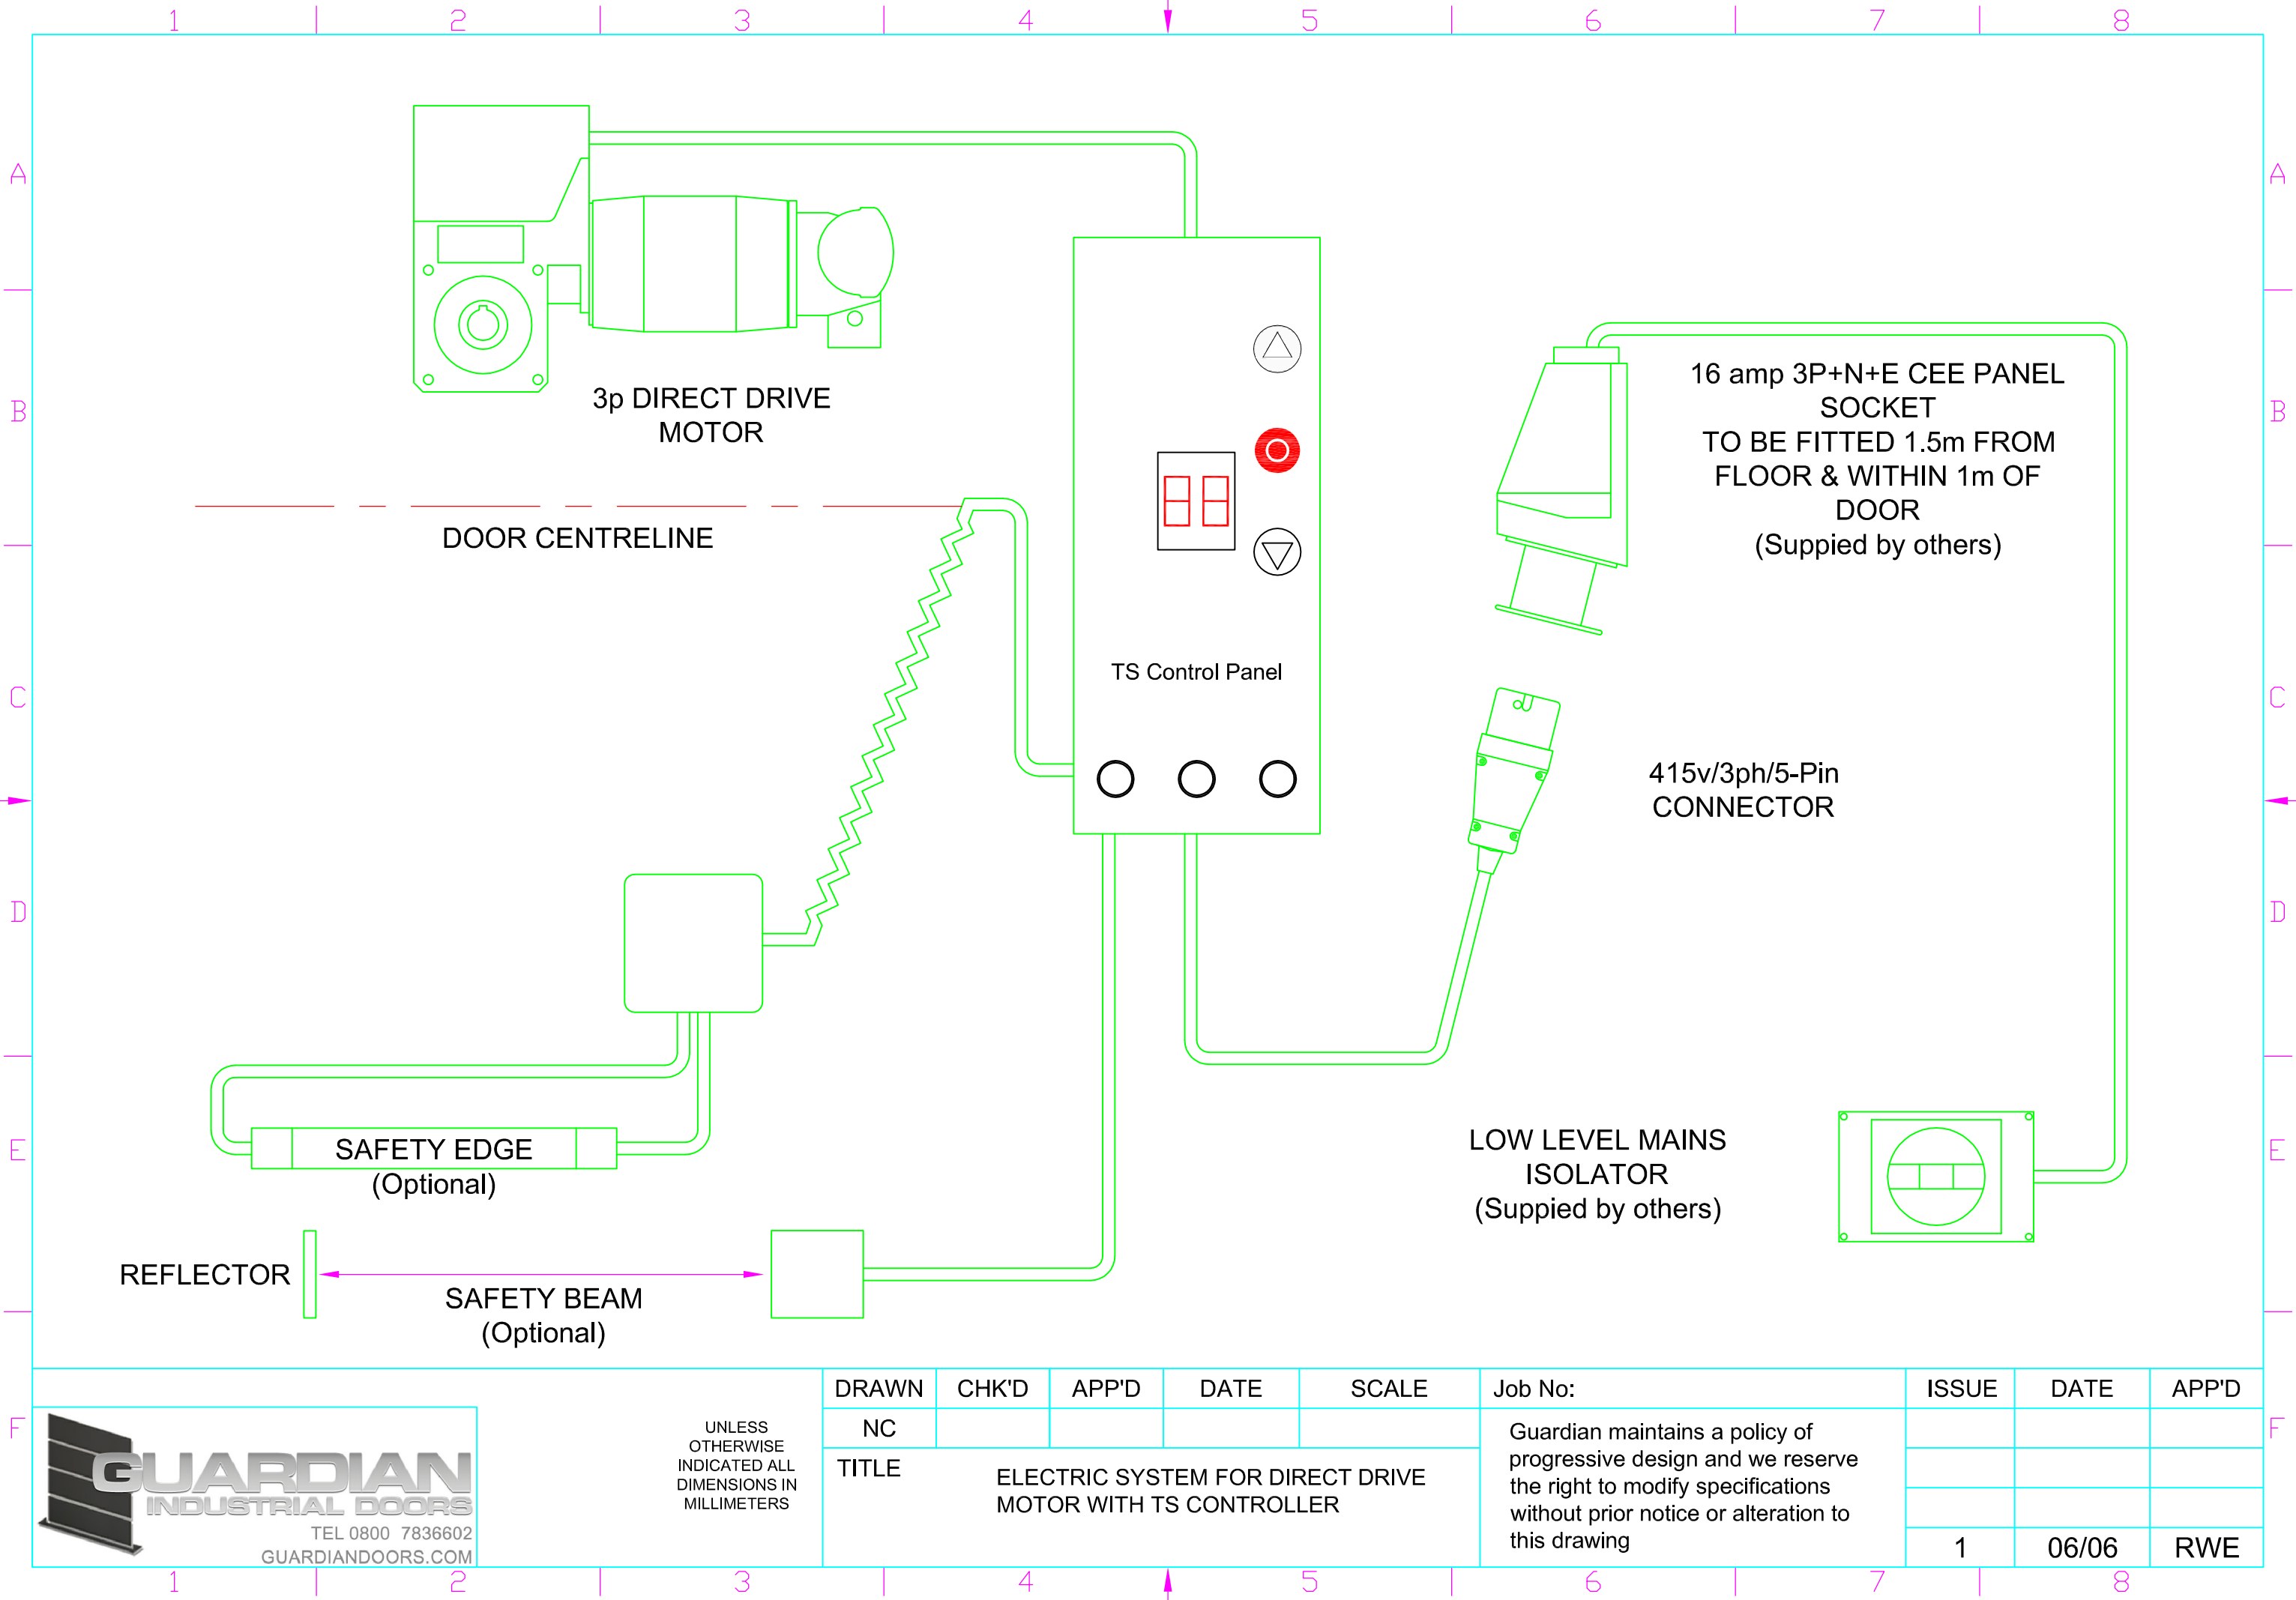 1 2 3 4 5 6 7 8
A A
3p DIRECT DRIVE
MOTOR
B B
16 amp 3P+N+E CEE PANEL
SOCKET
TO BE FITTED 1.5m FROM
FLOOR & WITHIN 1m OF
DOOR
(Suppied by others)
DOOR CENTRELINE
88
TS Control Panel
C C
415v/3ph/5-Pin
CONNECTOR
D D
SAFETY EDGE
(Optional)
E E
LOW LEVEL MAINS
ISOLATOR
(Suppied by others)
REFLECTOR
SAFETY BEAM
(Optional)
F F
GUARDIAN
INDUSTRIAL DOORS
TEL 0800 7836602
GUARDIANDOORS.COM
UNLESS
OTHERWISE
INDICATED ALL
DIMENSIONS IN
MILLIMETERS
DRAWN CHK'D APP'D DATE SCALE
NC
TITLE
ELECTRIC SYSTEM FOR DIRECT DRIVE
MOTOR WITH TS CONTROLLER
Job No:
Guardian maintains a policy of
progressive design and we reserve
the right to modify specifications
without prior notice or alteration to
this drawing
ISSUE DATE APP'D
1 06/06 RWE
1 2 3 4 5 6 7 8